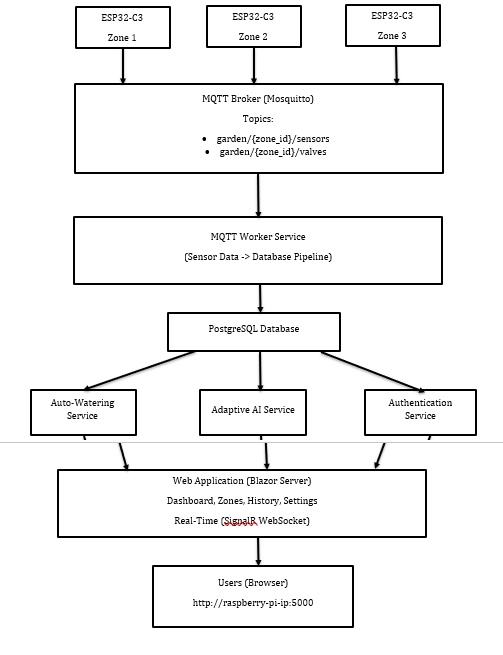 ESP32-C3
Zone 1
ESP32-C3
Zone 2
ESP32-C3
Zone 3
MQTT Broker (Mosquitto)
Topics:
• garden/{zone_id}/sensors
• garden/{zone_id}/valves
MQTT Worker Service
(Sensor Data -> Database Pipeline)
PostgreSQL Database
Auto-Watering
Service
Adaptive AI Service
Authentication
Service
Web Application (Blazor Server)
Dashboard, Zones, History, Settings
Real-Time (SignalR WebSocket)
Users (Browser)
http://raspberry-pi-ip:5000